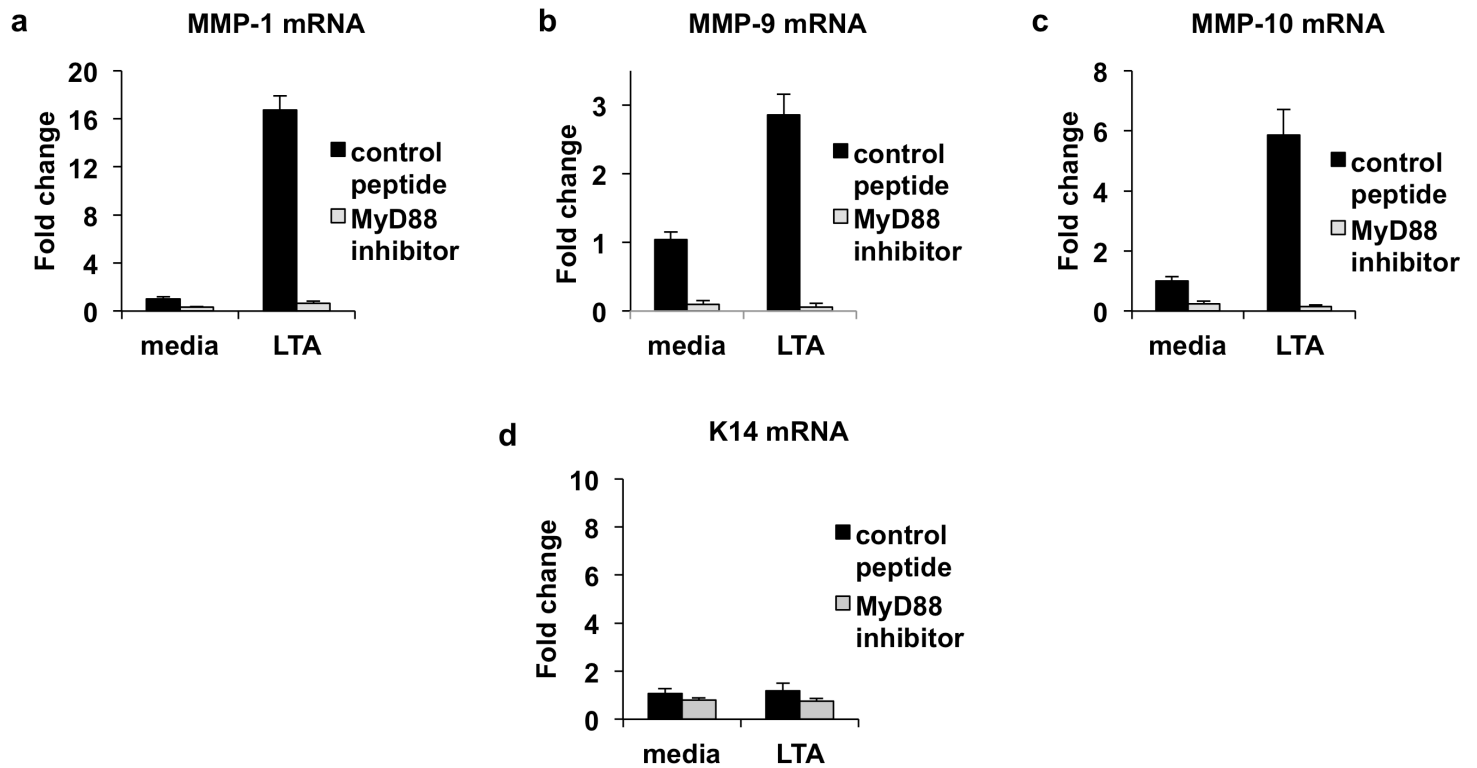 a
MMP-1 mRNA
20
16
12
8
4
0
Fold change
control
peptide
MyD88
inhibitor
media
LTA
b
MMP-9 mRNA
3
2
1
0
Fold change
control
peptide
MyD88
inhibitor
media
LTA
c
MMP-10 mRNA
8
6
4
2
0
Fold change
control
peptide
MyD88
inhibitor
media
LTA
d
K14 mRNA
10
8
6
4
2
0
Fold change
control
peptide
MyD88
inhibitor
media
LTA